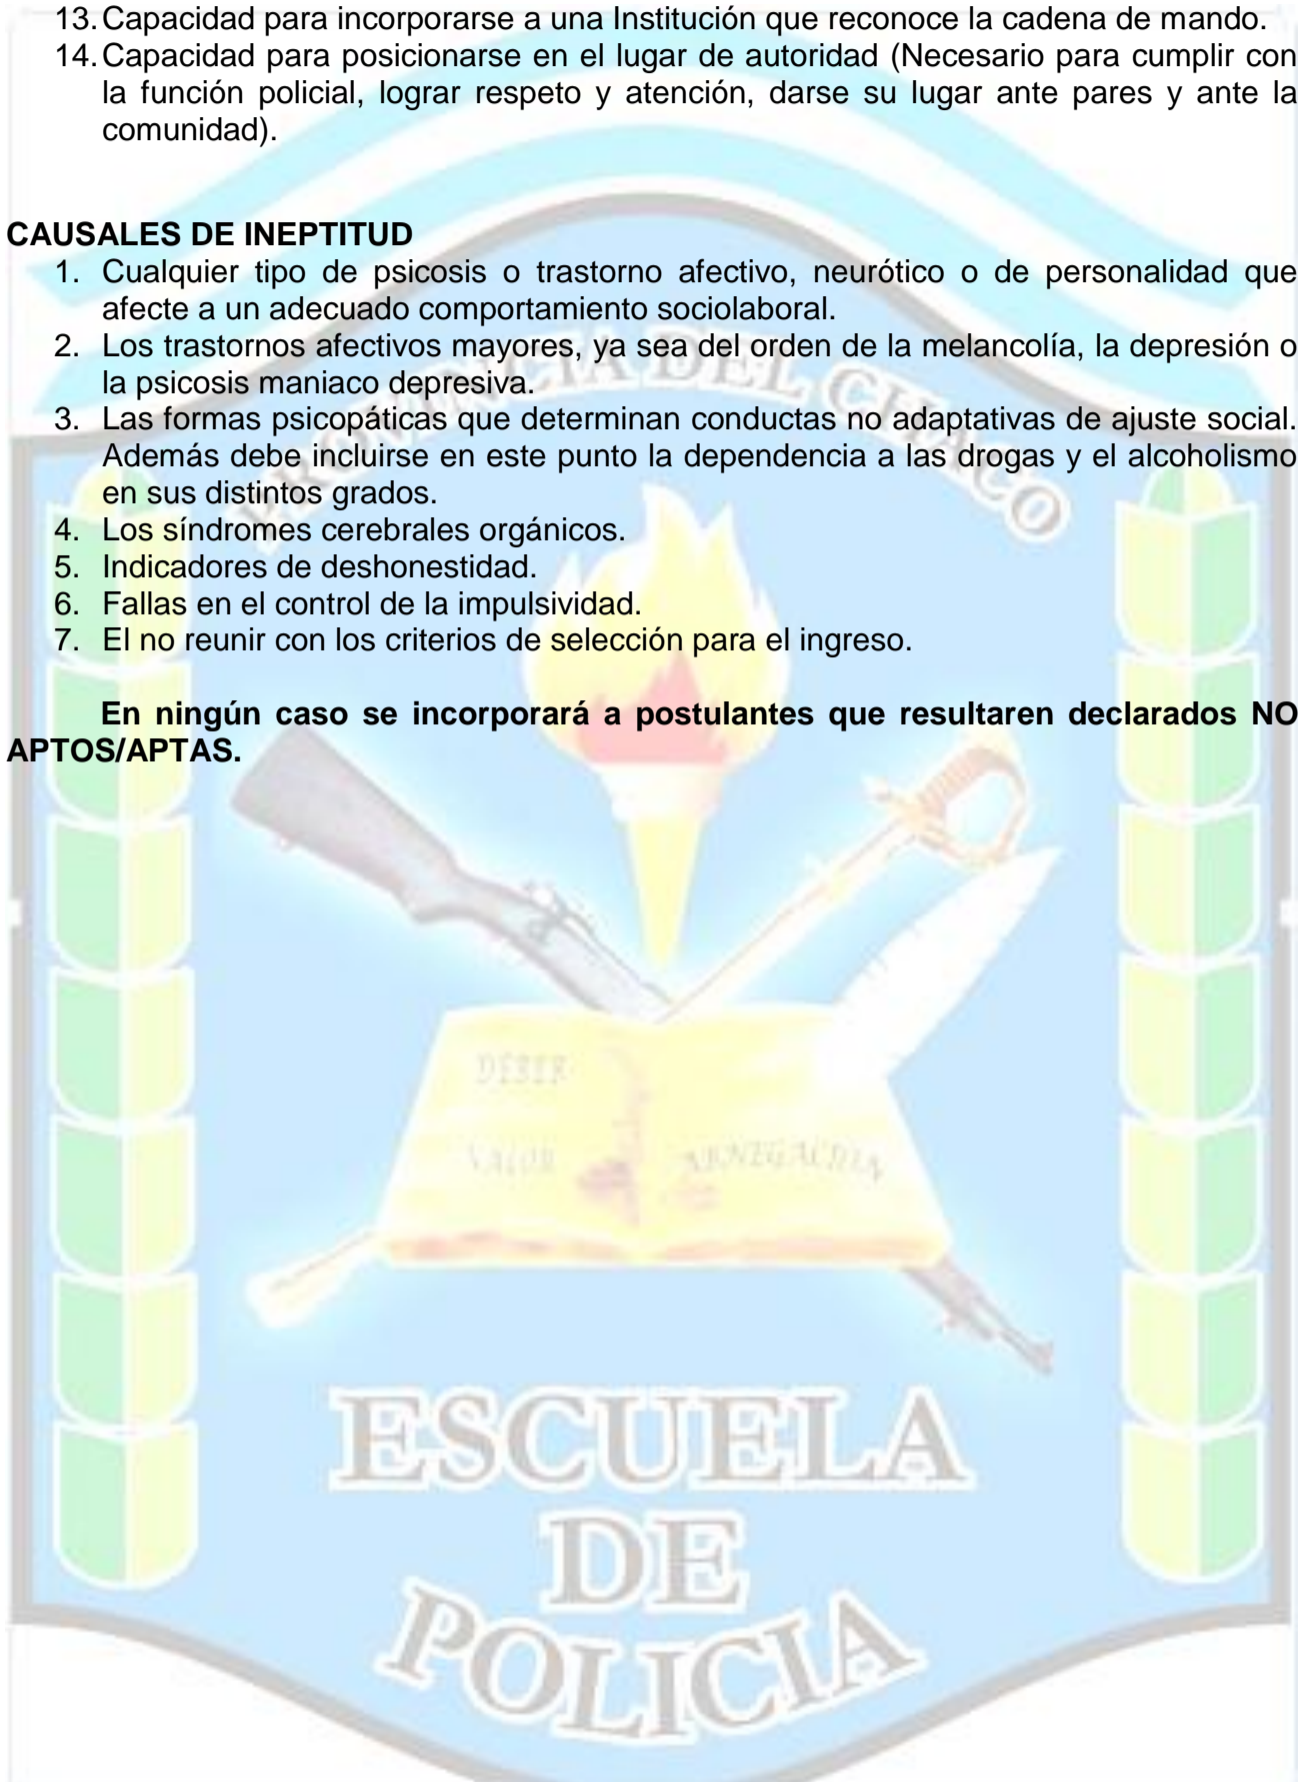 13. Capacidad para incorporarse a una Institución que reconoce la cadena de mando.
14. Capacidad para posicionarse en el lugar de autoridad (Necesario para cumplir con
la función policial, lograr respeto y atención, darse su lugar ante pares y ante la
comunidad).
CAUSALES DE INEPTITUD
1. Cualquier tipo de psicosis o trastorno afectivo, neurótico o de personalidad que
afecte a un adecuado comportamiento sociolaboral.
2. Los trastornos afectivos mayores, ya sea del orden de la melancolía, la depresión o
la psicosis maniaco depresiva.
3. Las formas psicopáticas que determinan conductas no adaptativas de ajuste social.
Además debe incluirse en este punto la dependencia a las drogas y el alcoholismo
en sus distintos grados.
4. Los síndromes cerebrales orgánicos.
5. Indicadores de deshonestidad.
6. Fallas en el control de la impulsividad.
7. El no reunir con los criterios de selección para el ingreso.
En ningún caso se incorporará a postulantes que resultaren declarados NO
APTOS/APTAS.
PROVINCIA DEL CHACO
DEBER
VALOR
ABNEGACION
ESCUELA
DE
POLICIA